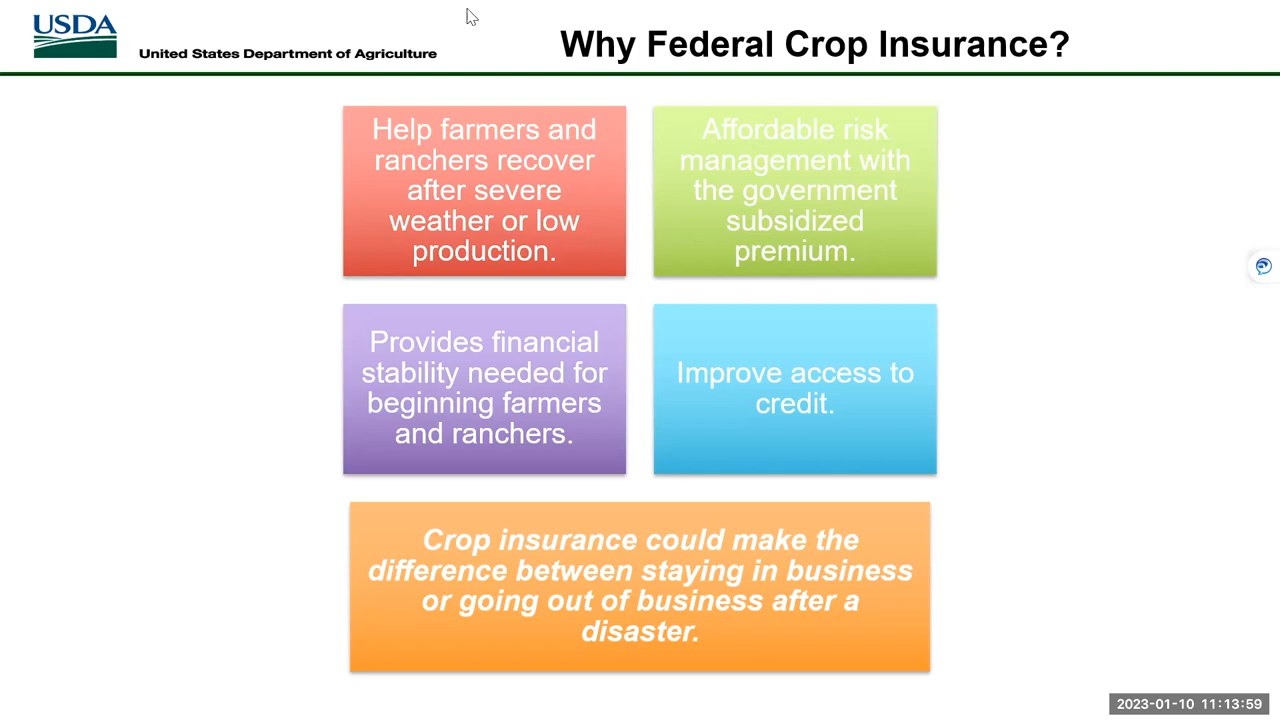 USDA
United States Department of Agriculture
Why Federal Crop Insurance?
Help farmers and
ranchers recover
after severe
weather or low
production.
Affordable risk
management with
the government
subsidized
premium.
Provides financial
stability needed for
beginning farmers
and ranchers.
Improve access to
credit.
Crop insurance could make the
difference between staying in business
or going out of business after a
disaster.
2023-01-10 11:13:59